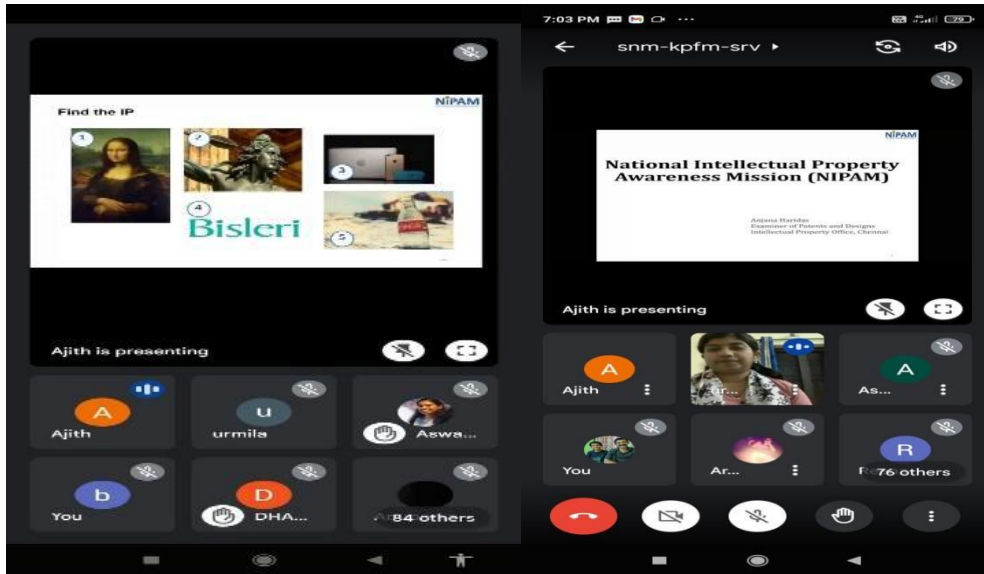 NIPAM
Find the IP
1
2
3
4
Bisleri
5
Ajith is presenting
A
Ajith
u
urmila
Aswa...
b
You
D
DHA...
84 others
7:03 PM
79
snm-kpfm-srv
NIPAM
National Intellectual Property
Awareness Mission (NIPAM)
Anjana Haridas
Examiner of Patents and Designs
Intellectual Property Office, Chennai
Ajith is presenting
A
Ajith
A
As...
You
Ar...
R
76 others